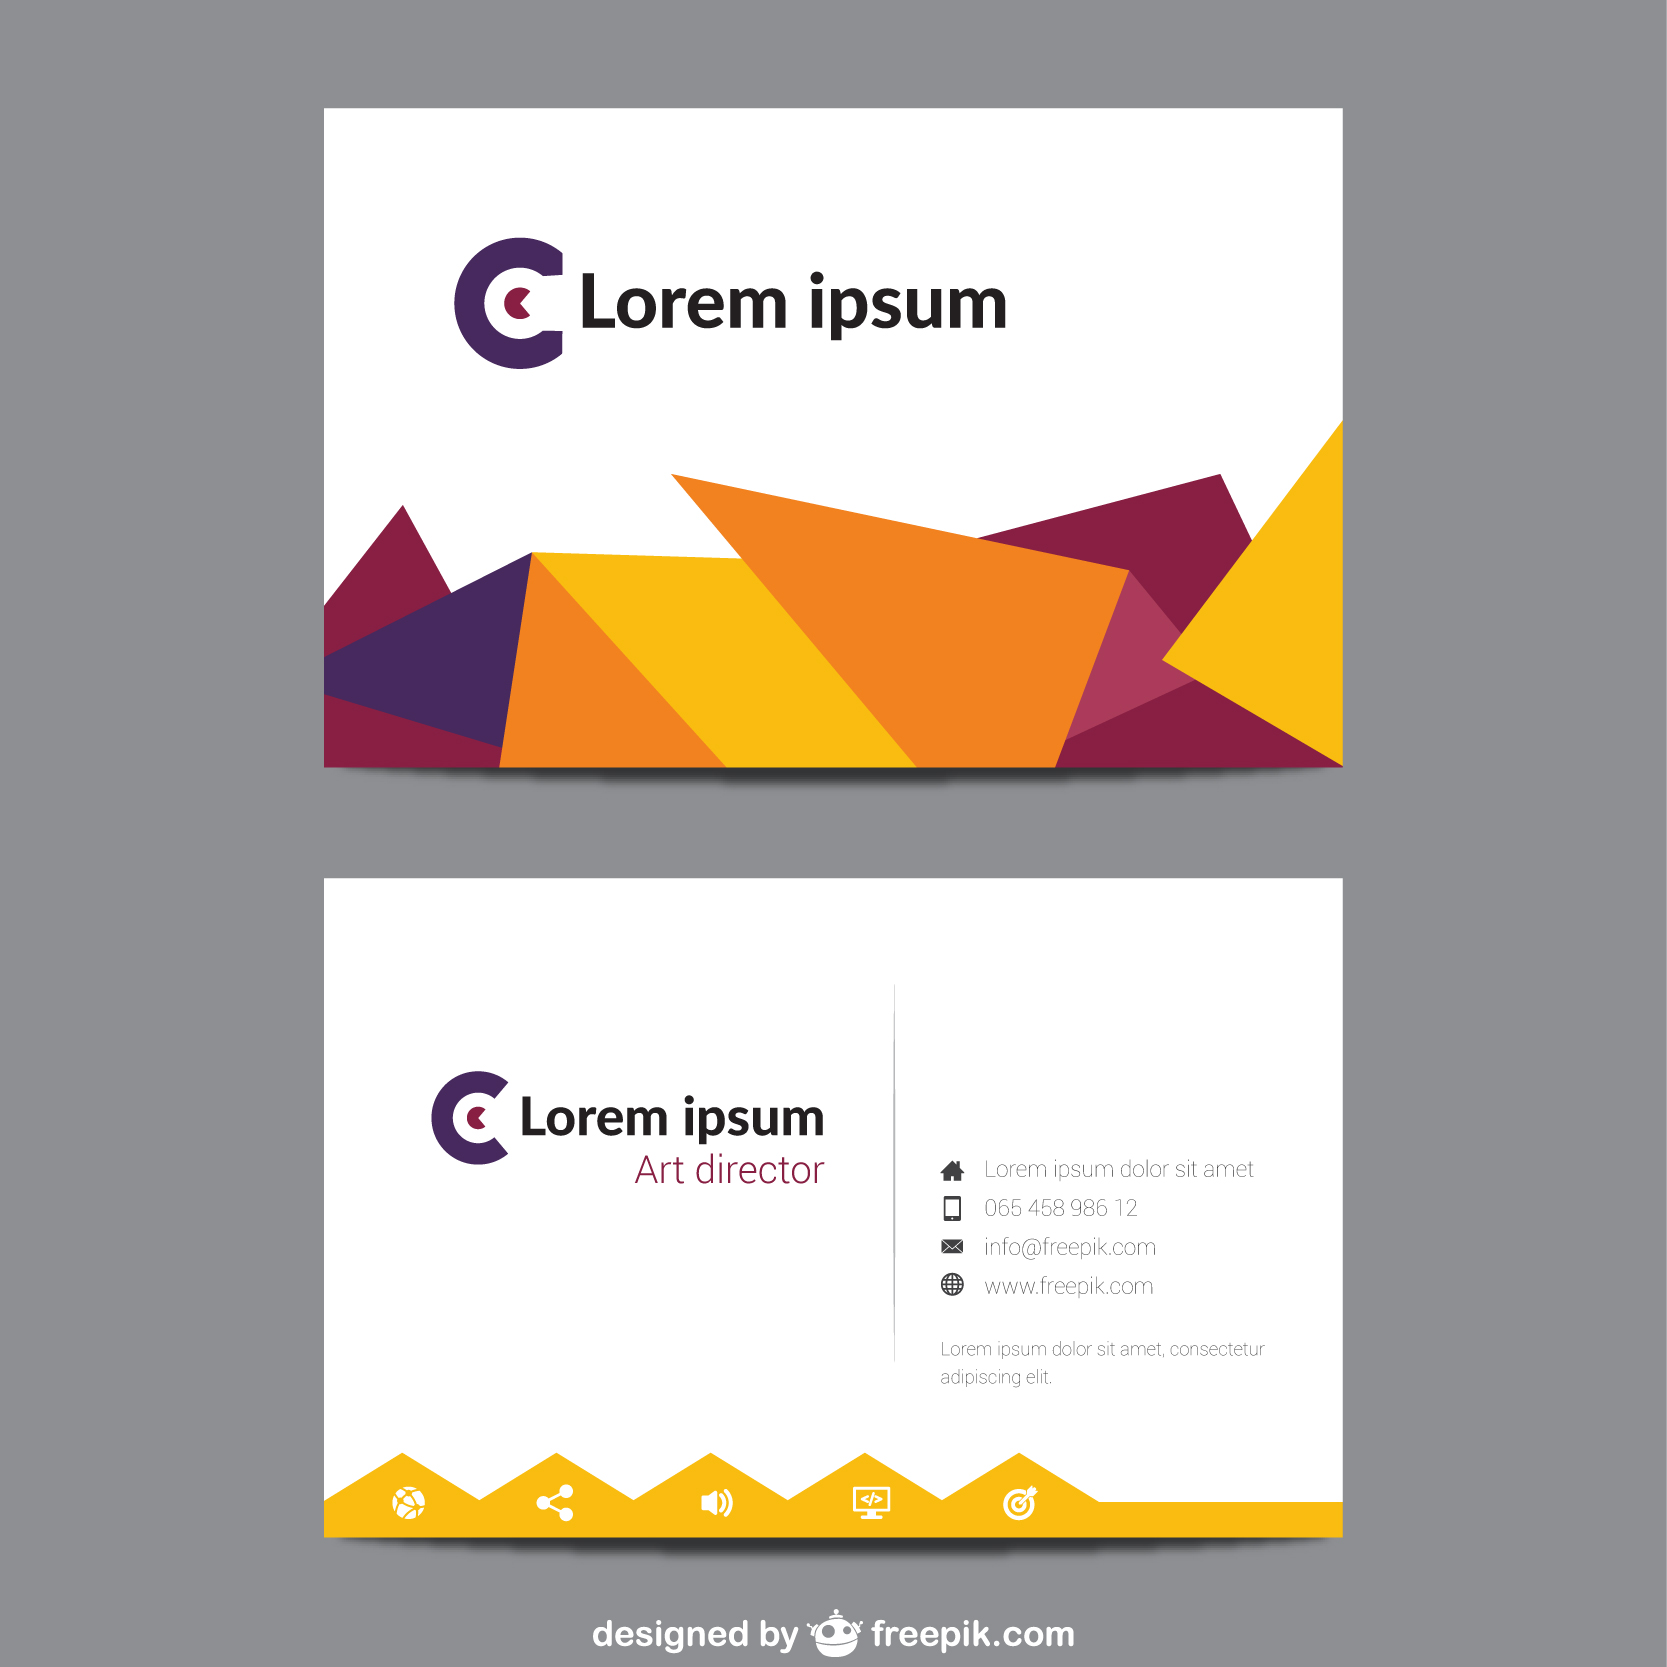 Lorem ipsum
Lorem ipsum
Art director
Lorem ipsum dolor sit amet
065 458 986 12
info@freepik.com
www.freepik.com
Lorem ipsum dolor sit amet, consectetur
adipiscing elit.
designed by freepik.com